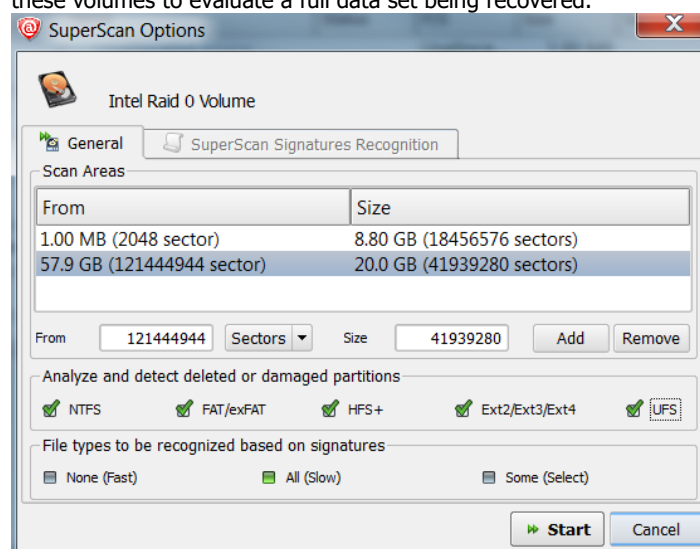 these volumes to evaluate a full data set being recovered.
SuperScan Options
Intel Raid 0 Volume
General SuperScan Signatures Recognition
Scan Areas
From Size
1.00 MB (2048 sector) 8.80 GB (18456576 sectors)
57.9 GB (121444944 sector) 20.0 GB (41939280 sectors)
From 121444944 Sectors Size 41939280 Add Remove
Analyze and detect deleted or damaged partitions
NTFS FAT/exFAT HFS+ Ext2/Ext3/Ext4 UFS
File types to be recognized based on signatures
None (Fast) All (Slow) Some (Select)
Start Cancel